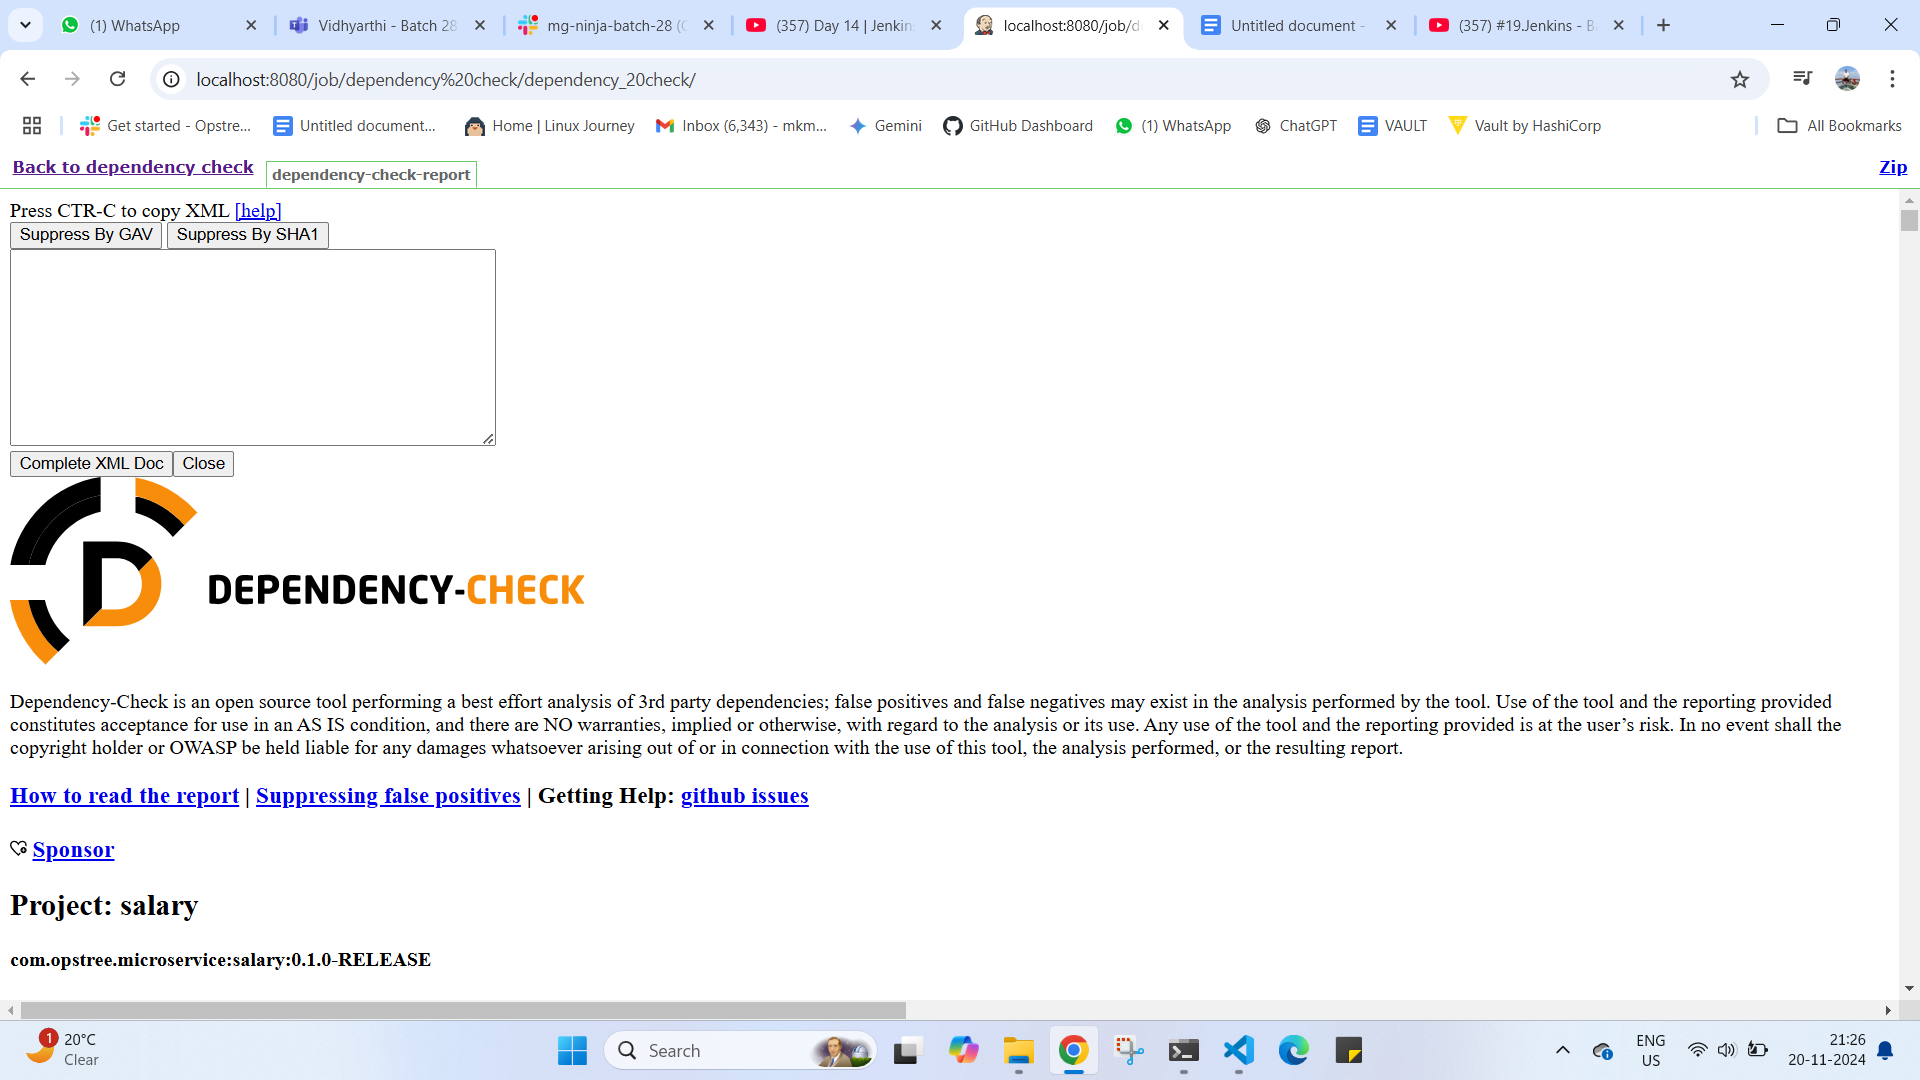 (1) WhatsApp
Vidhyarthi - Batch 28
mg-ninja-batch-28 (C
(357) Day 14 | Jenkins
localhost:8080/job/de
Untitled document -
(357) #19.Jenkins - B
localhost:8080/job/dependency%20check/dependency_20check/
Get started - Opstre...
Untitled document...
Home | Linux Journey
Inbox (6,343) - mkm...
Gemini
GitHub Dashboard
(1) WhatsApp
ChatGPT
VAULT
Vault by HashiCorp
All Bookmarks
Back to dependency check
dependency-check-report
Zip
Press CTR-C to copy XML [help]
Suppress By GAV Suppress By SHA1
Complete XML Doc Close
DEPENDENCY-CHECK
Dependency-Check is an open source tool performing a best effort analysis of 3rd party dependencies; false positives and false negatives may exist in the analysis performed by the tool. Use of the tool and the reporting provided
constitutes acceptance for use in an AS IS condition, and there are NO warranties, implied or otherwise, with regard to the analysis or its use. Any use of the tool and the reporting provided is at the user’s risk. In no event shall the
copyright holder or OWASP be held liable for any damages whatsoever arising out of or in connection with the use of this tool, the analysis performed, or the resulting report.
How to read the report | Suppressing false positives | Getting Help: github issues
Sponsor
Project: salary
com.opstree.microservice:salary:0.1.0-RELEASE
1
20°C
Clear
Search
ENG
US
21:26
20-11-2024